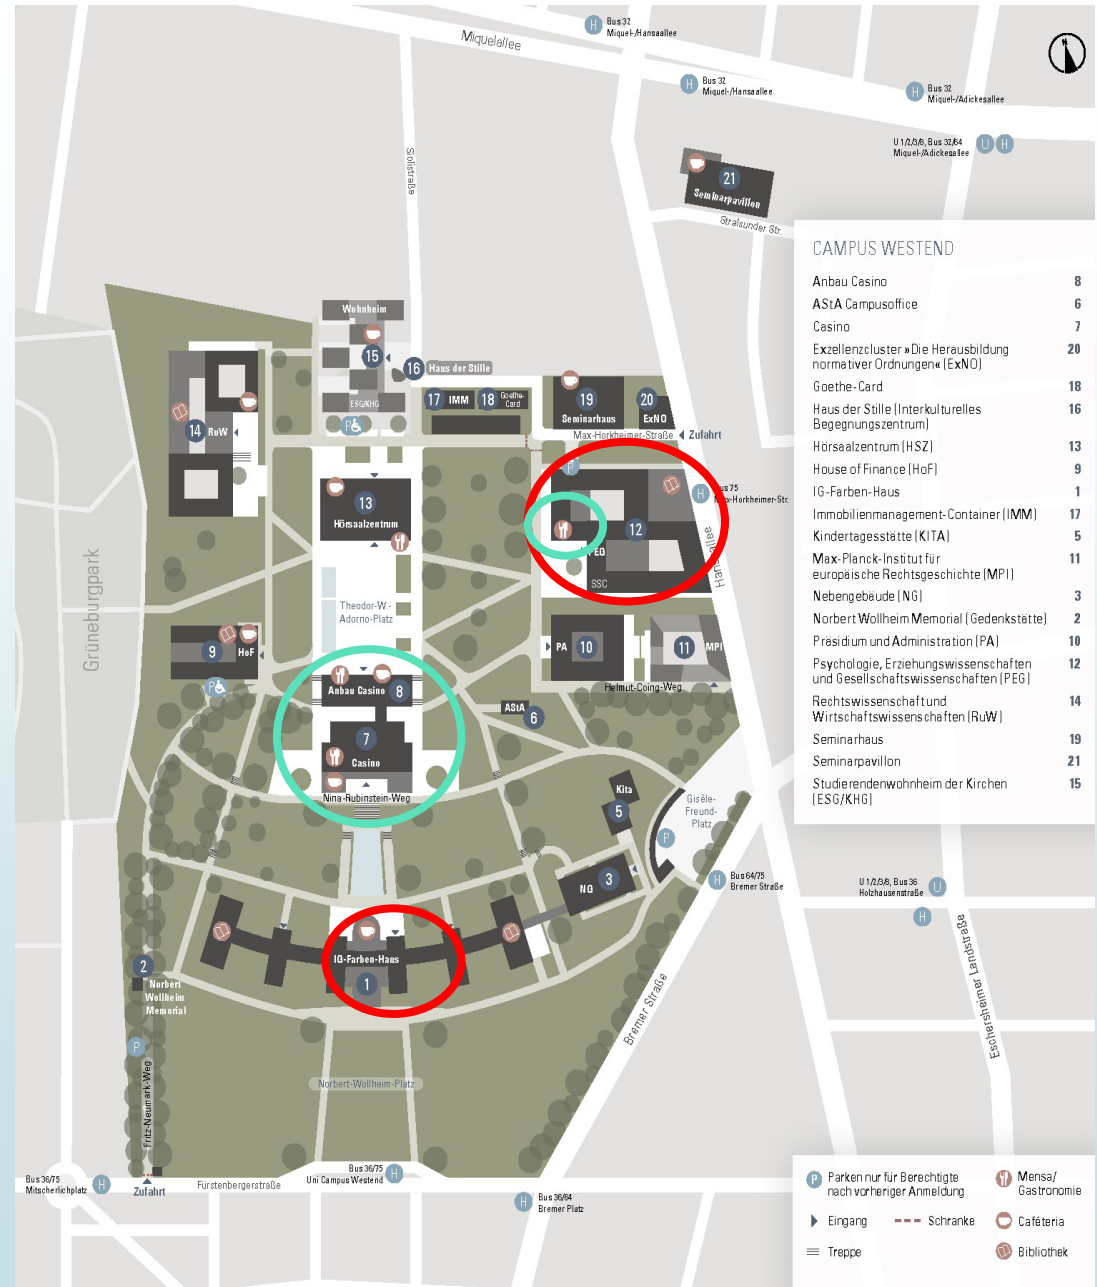 Bus 32
Miquel-/Hansaallee
Miquelallee
N
Bus 32
Miquel-/Hansaallee
Bus 32
Miquel-/Adickesallee
U 1/2/3/8, Bus 32/64
Miquel-/Adickesallee
Siolistraße
21
Seminarpavillon
Stralsunder Str.
CAMPUS WESTEND
Anbau Casino 8
AStA Campusoffice 6
Casino 7
Exzellenzcluster »Die Herausbildung 20
normativer Ordnungen« (ExNO)
Goethe-Card 18
Haus der Stille (Interkulturelles 16
Begegnungszentrum)
Hörsaalzentrum (HSZ) 13
House of Finance (HoF) 9
IG-Farben-Haus 1
Immobilienmanagement-Container (IMM) 17
Kindertagesstätte (KITA) 5
Max-Planck-Institut für 11
europäische Rechtsgeschichte (MPI)
Nebengebäude (NG) 3
Norbert Wollheim Memorial (Gedenkstätte) 2
Präsidium und Administration (PA) 10
Psychologie, Erziehungswissenschaften 12
und Gesellschaftswissenschaften (PEG)
Rechtswissenschaft und 14
Wirtschaftswissenschaften (RuW)
Seminarhaus 19
Seminarpavillon 21
Studierendenwohnheim der Kirchen 15
(ESG/KHG)
Wohnheim
15
16 Haus der Stille
ESG/KHG
17 IMM
18 Goethe-
Card
19
Seminarhaus
20
ExNO
Max-Horkheimer-Straße Zufahrt
14 RuW
13
Hörsaalzentrum
Bus 75
Max-Horkheimer-Str.
12
PEG
SSC
Hansaallee
Grüneburgpark
Theodor-W.-
Adorno-Platz
9 HoF
PA 10
11 MPI
Helmut-Coing-Weg
Anbau Casino 8
AStA
6
7
Casino
Nina-Rubinstein-Weg
Kita
5
Gisèle-
Freund-
Platz
NG 3
Bus 64/75
Bremer Straße
U 1/2/3/8, Bus 36
Holzhausenstraße
IG-Farben-Haus
1
2
Norbert
Wollheim
Memorial
Bremer Straße
Eschersheimer Landstraße
Norbert-Wollheim-Platz
Fritz-Neumark-Weg
Bus 36/75
Mitscherlichplatz
Zufahrt
Fürstenbergerstraße
Bus 36/75
Uni Campus Westend
Bus 36/64
Bremer Platz
P Parken nur für Berechtigte
nach vorheriger Anmeldung
Mensa/
Gastronomie
Eingang
Schranke
Caféteria
Treppe
Bibliothek